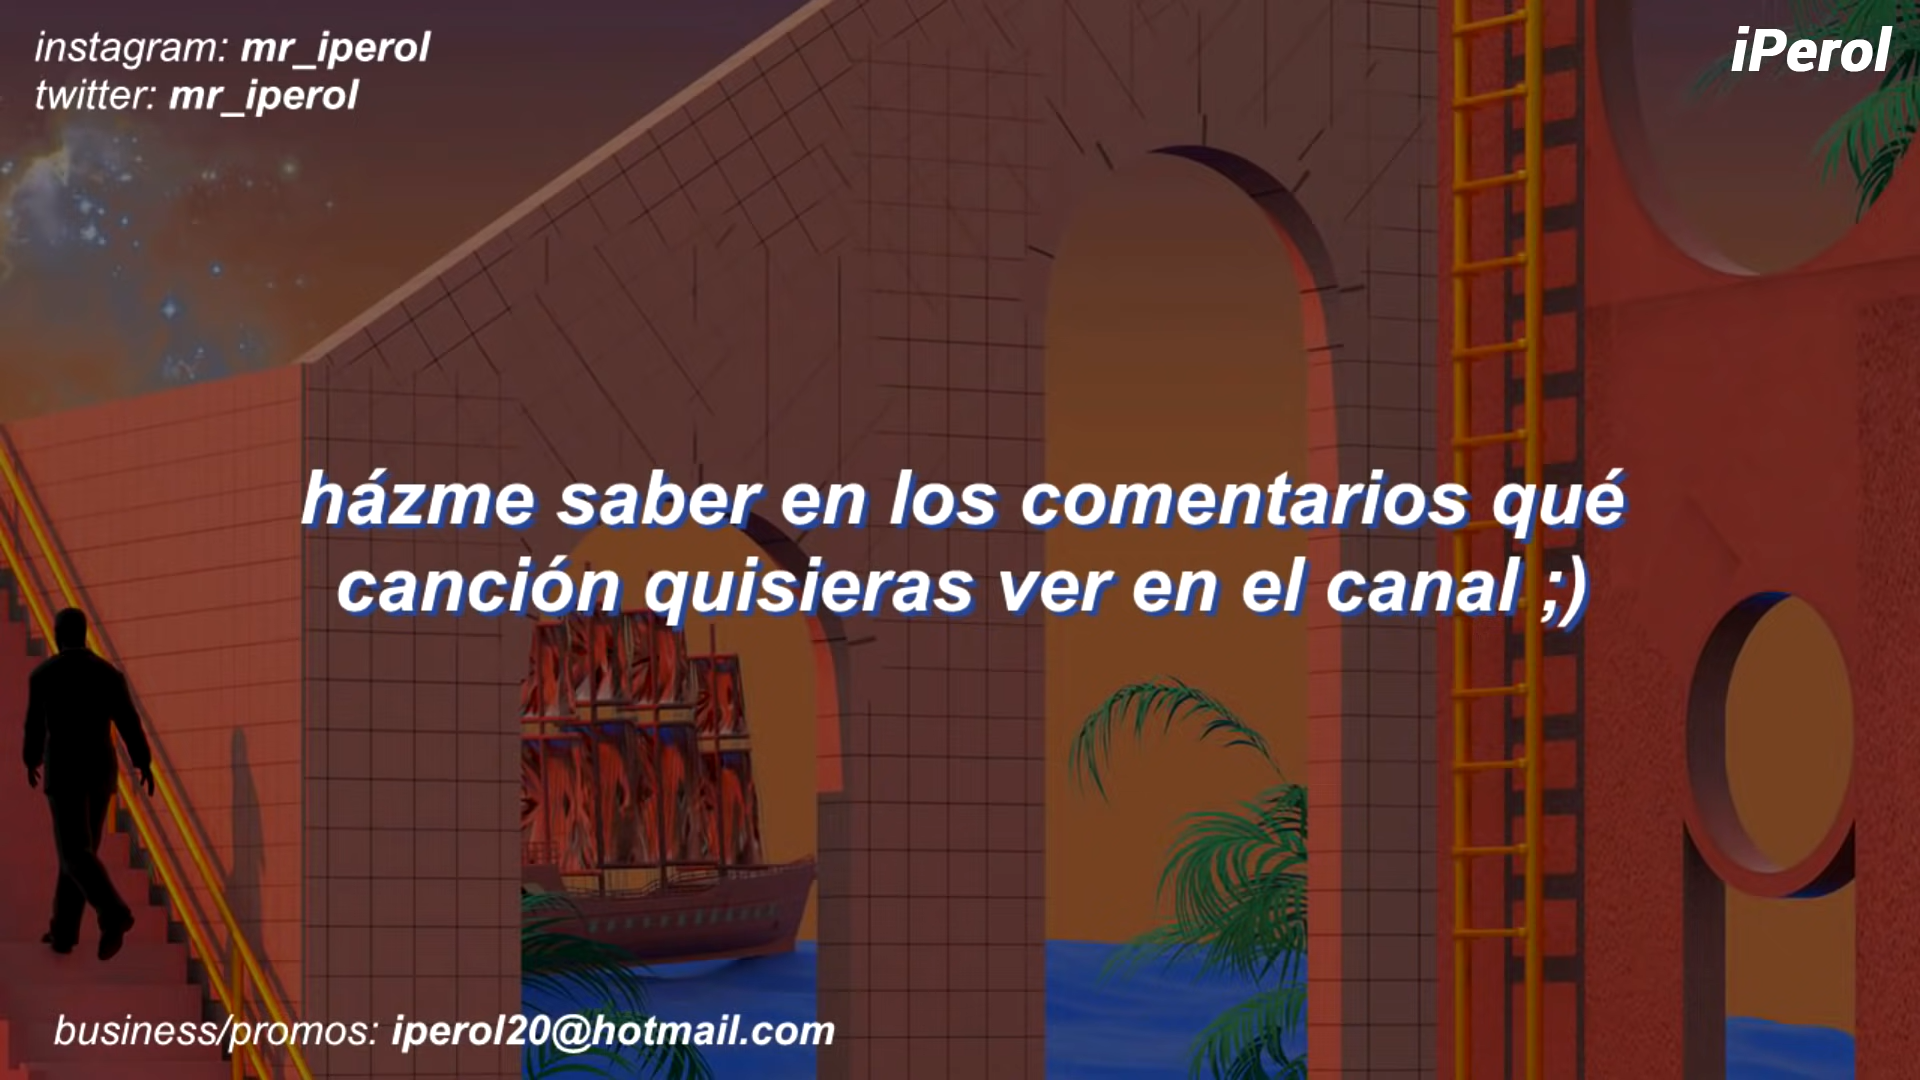 instagram: mr_iperol
twitter: mr_iperol
iPerol
házme saber en los comentarios qué
canción quisieras ver en el canal ;)
business/promos: iperol20@hotmail.com